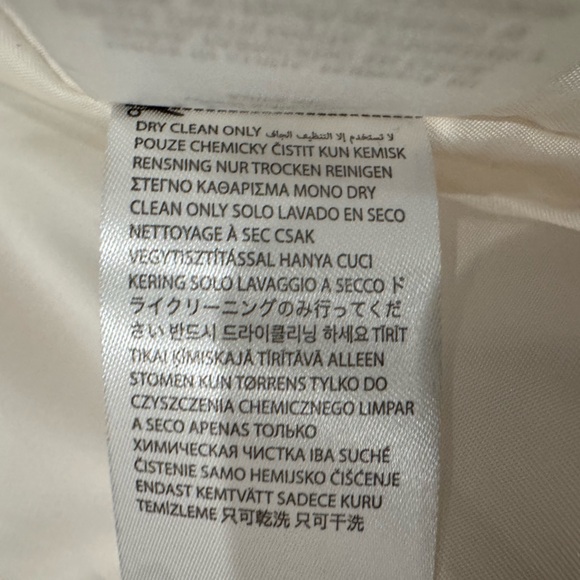 DRY CLEAN ONLY لا تستخدم إلا التنظيف الجاف
POUZE CHEMICKY ČISTIT KUN KEMISK
RENSNING NUR TROCKEN REINIGEN
ΣΤΕΓΝΟ ΚΑΘΑΡΙΣΜΑ ΜΟΝΟ DRY
CLEAN ONLY SOLO LAVADO EN SECO
NETTOYAGE À SEC CSAK
VEGYTISZTÍTÁSSAL HANYA CUCI
KERING SOLO LAVAGGIO A SECCO ド
ライクリーニングのみ行ってくだ
さい 반드시 드라이클리닝 하세요 TĪRĪT
TIKAI ĶĪMISKAJĀ TĪRĪTAVĀ ALLEEN
STOMEN KUN TØRRENS TYLKO DO
CZYSZCZENIA CHEMICZNEGO LIMPAR
A SECO APENAS ТОЛЬКО
ХИМИЧЕСКАЯ ЧИСТКА IBA SUCHÉ
ČISTENIE SAMO HEMIJSKO ČIŠĆENJE
ENDAST KEMTVÄTT SADECE KURU
TEMİZLEME 只可乾洗 只可干洗